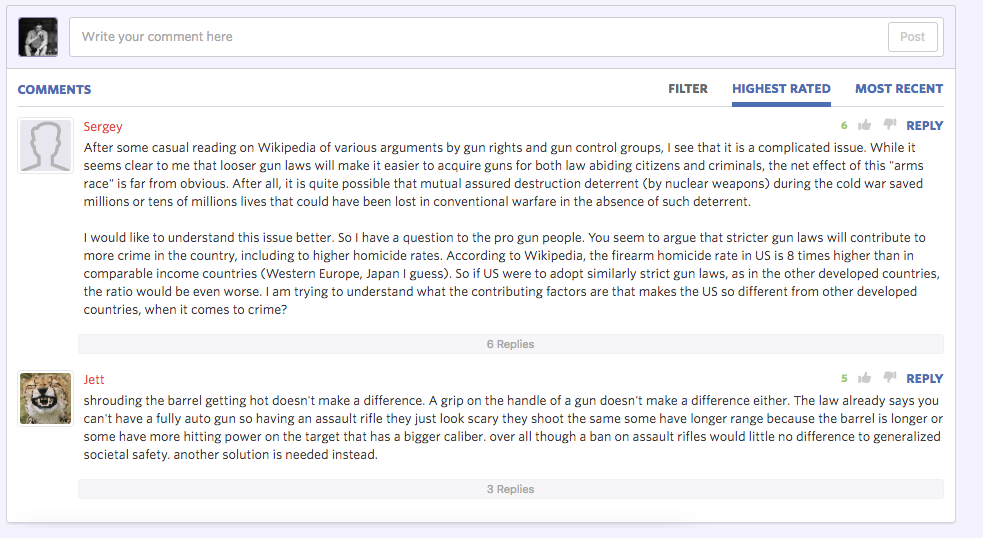 Write your comment here
Post
COMMENTS
FILTER HIGHEST RATED MOST RECENT
Sergey
6 REPLY
After some casual reading on Wikipedia of various arguments by gun rights and gun control groups, I see that it is a complicated issue. While it
seems clear to me that looser gun laws will make it easier to acquire guns for both law abiding citizens and criminals, the net effect of this "arms
race" is far from obvious. After all, it is quite possible that mutual assured destruction deterrent (by nuclear weapons) during the cold war saved
millions or tens of millions lives that could have been lost in conventional warfare in the absence of such deterrent.
I would like to understand this issue better. So I have a question to the pro gun people. You seem to argue that stricter gun laws will contribute to
more crime in the country, including to higher homicide rates. According to Wikipedia, the firearm homicide rate in US is 8 times higher than in
comparable income countries (Western Europe, Japan I guess). So if US were to adopt similarly strict gun laws, as in the other developed countries,
the ratio would be even worse. I am trying to understand what the contributing factors are that makes the US so different from other developed
countries, when it comes to crime?
6 Replies
Jett
5 REPLY
shrouding the barrel getting hot doesn't make a difference. A grip on the handle of a gun doesn't make a difference either. The law already says you
can't have a fully auto gun so having an assault rifle they just look scary they shoot the same some have longer range because the barrel is longer or
some have more hitting power on the target that has a bigger caliber. over all though a ban on assault rifles would little no difference to generalized
societal safety. another solution is needed instead.
3 Replies